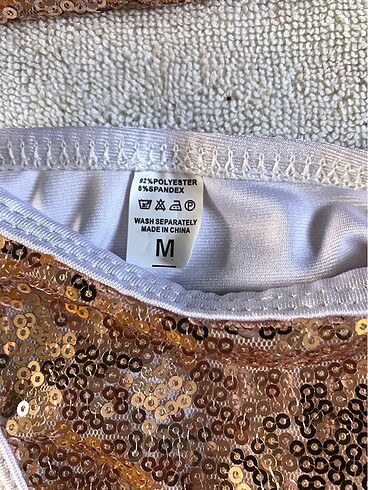 92%POLYESTER
8%SPANDEX
WASH SEPARATELY
MADE IN CHINA
M